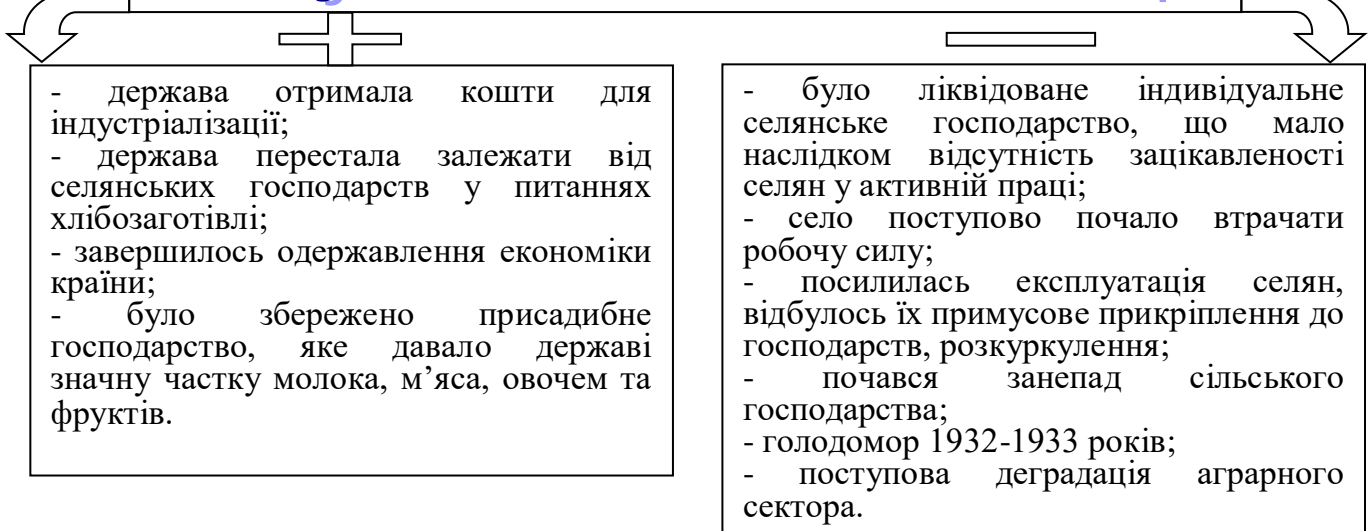 - держава отримала кошти для
індустріалізації;
- держава перестала залежати від
селянських господарств у питаннях
хлібозаготівлі;
- завершилось одержавлення економіки
країни;
- було збережено присадибне
господарство, яке давало державі
значну частку молока, м’яса, овочем та
фруктів.
- було ліквідоване індивідуальне
селянське господарство, що мало
наслідком відсутність зацікавленості
селян у активній праці;
- село поступово почало втрачати
робочу силу;
- посилилась експлуатація селян,
відбулось їх примусове прикріплення до
господарств, розкуркулення;
- почався занепад сільського
господарства;
- голодомор 1932-1933 років;
- поступова деградація аграрного
сектора.